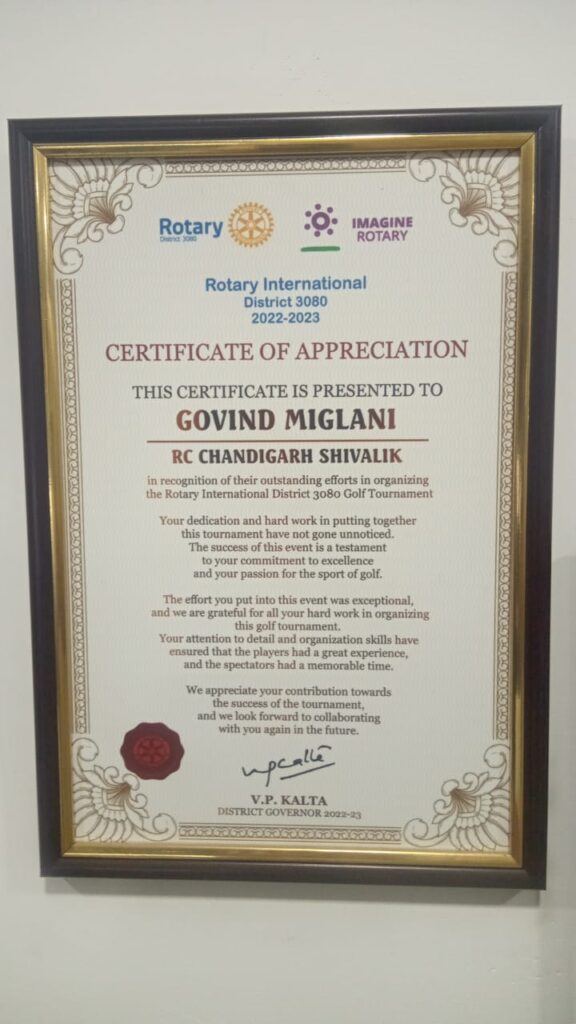 Rotary
District 3080
IMAGINE
ROTARY
Rotary International
District 3080
2022-2023
CERTIFICATE OF APPRECIATION
THIS CERTIFICATE IS PRESENTED TO
GOVIND MIGLANI
RC CHANDIGARH SHIVALIK
in recognition of their outstanding efforts in organizing
the Rotary International District 3080 Golf Tournament
Your dedication and hard work in putting together
this tournament have not gone unnoticed.
The success of this event is a testament
to your commitment to excellence
and your passion for the sport of golf.
The effort you put into this event was exceptional,
and we are grateful for all your hard work in organizing
this golf tournament.
Your attention to detail and organization skills have
ensured that the players had a great experience,
and the spectators had a memorable time.
We appreciate your contribution towards
the success of the tournament,
and we look forward to collaborating
with you again in the future.
V.P. KALTA
DISTRICT GOVERNOR 2022-23